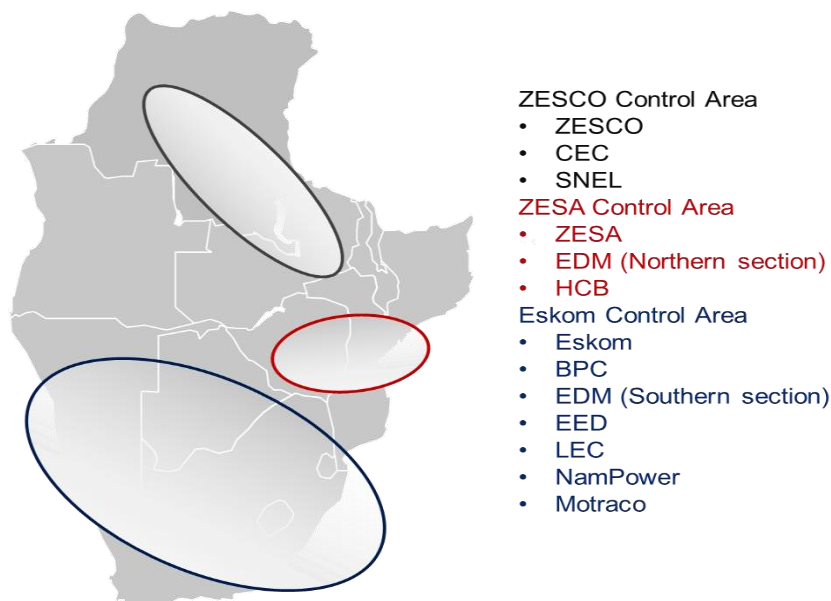 ZESCO Control Area
• ZESCO
• CEC
• SNEL
ZESA Control Area
• ZESA
• EDM (Northern section)
• HCB
Eskom Control Area
• Eskom
• BPC
• EDM (Southern section)
• EED
• LEC
• NamPower
• Motraco